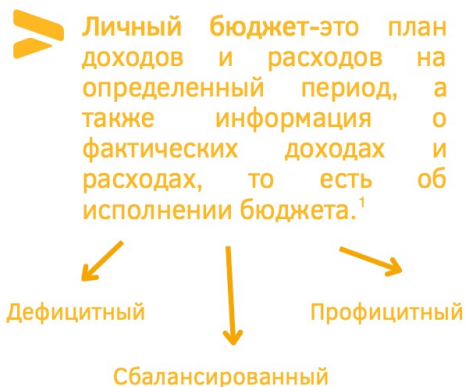 Личный бюджет-это план
доходов и расходов на
определенный период, а
также информация о
фактических доходах и
расходах, то есть об
исполнении бюджета.¹
Дефицитный
Профицитный
Сбалансированный